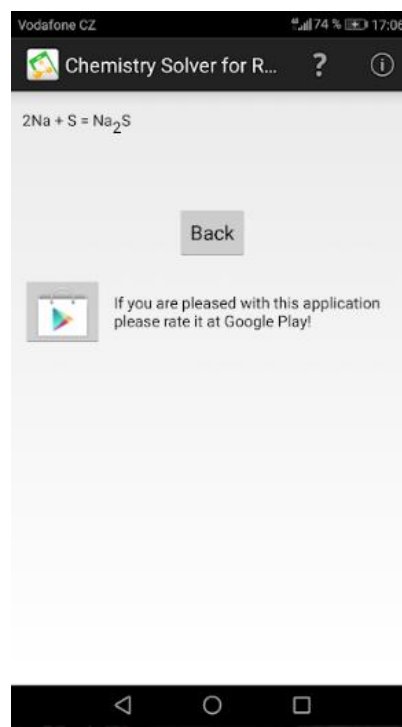 Vodafone CZ 74 % 17:06
Chemistry Solver for R... ?
2Na + S = Na₂S
Back
If you are pleased with this application
please rate it at Google Play!